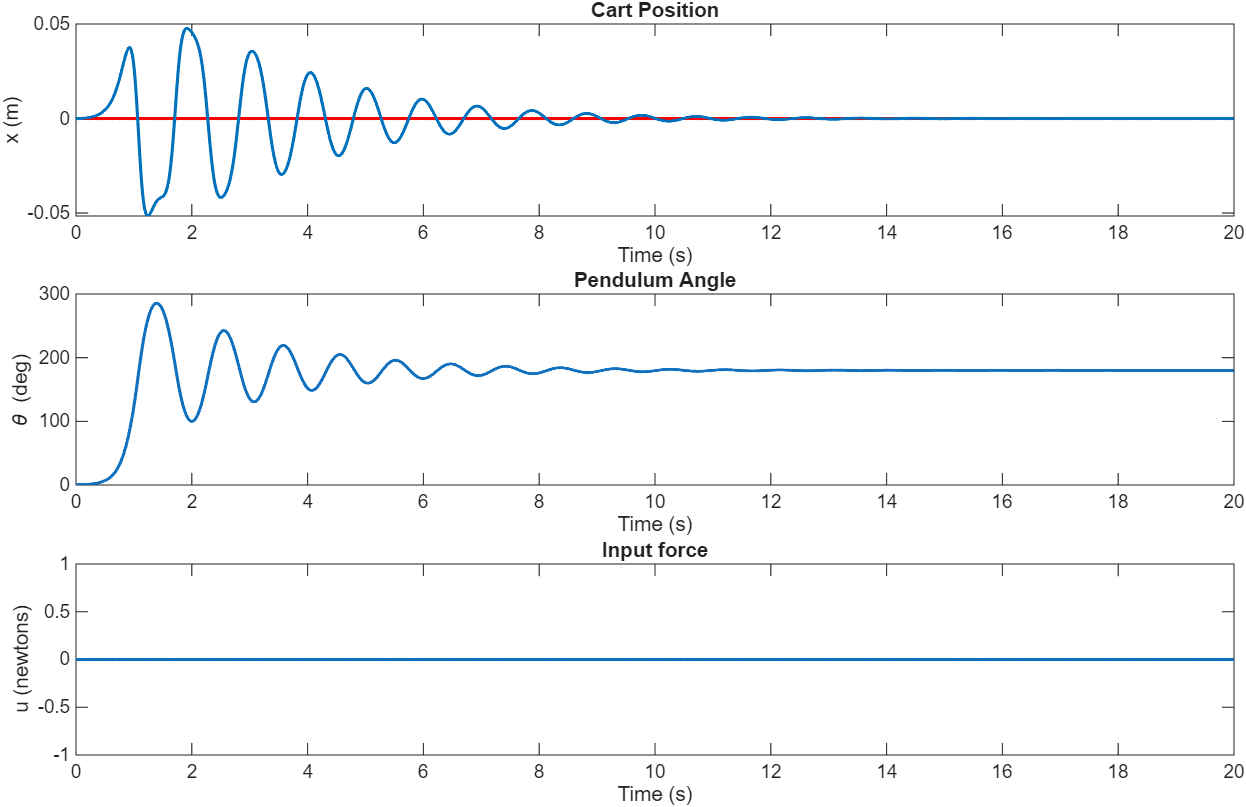 Cart Position
0.05
0
-0.05
x (m)
0 2 4 6 8 10 12 14 16 18 20
Time (s)
Pendulum Angle
300
200
100
0
θ (deg)
0 2 4 6 8 10 12 14 16 18 20
Time (s)
Input force
1
0.5
0
-0.5
-1
u (newtons)
0 2 4 6 8 10 12 14 16 18 20
Time (s)